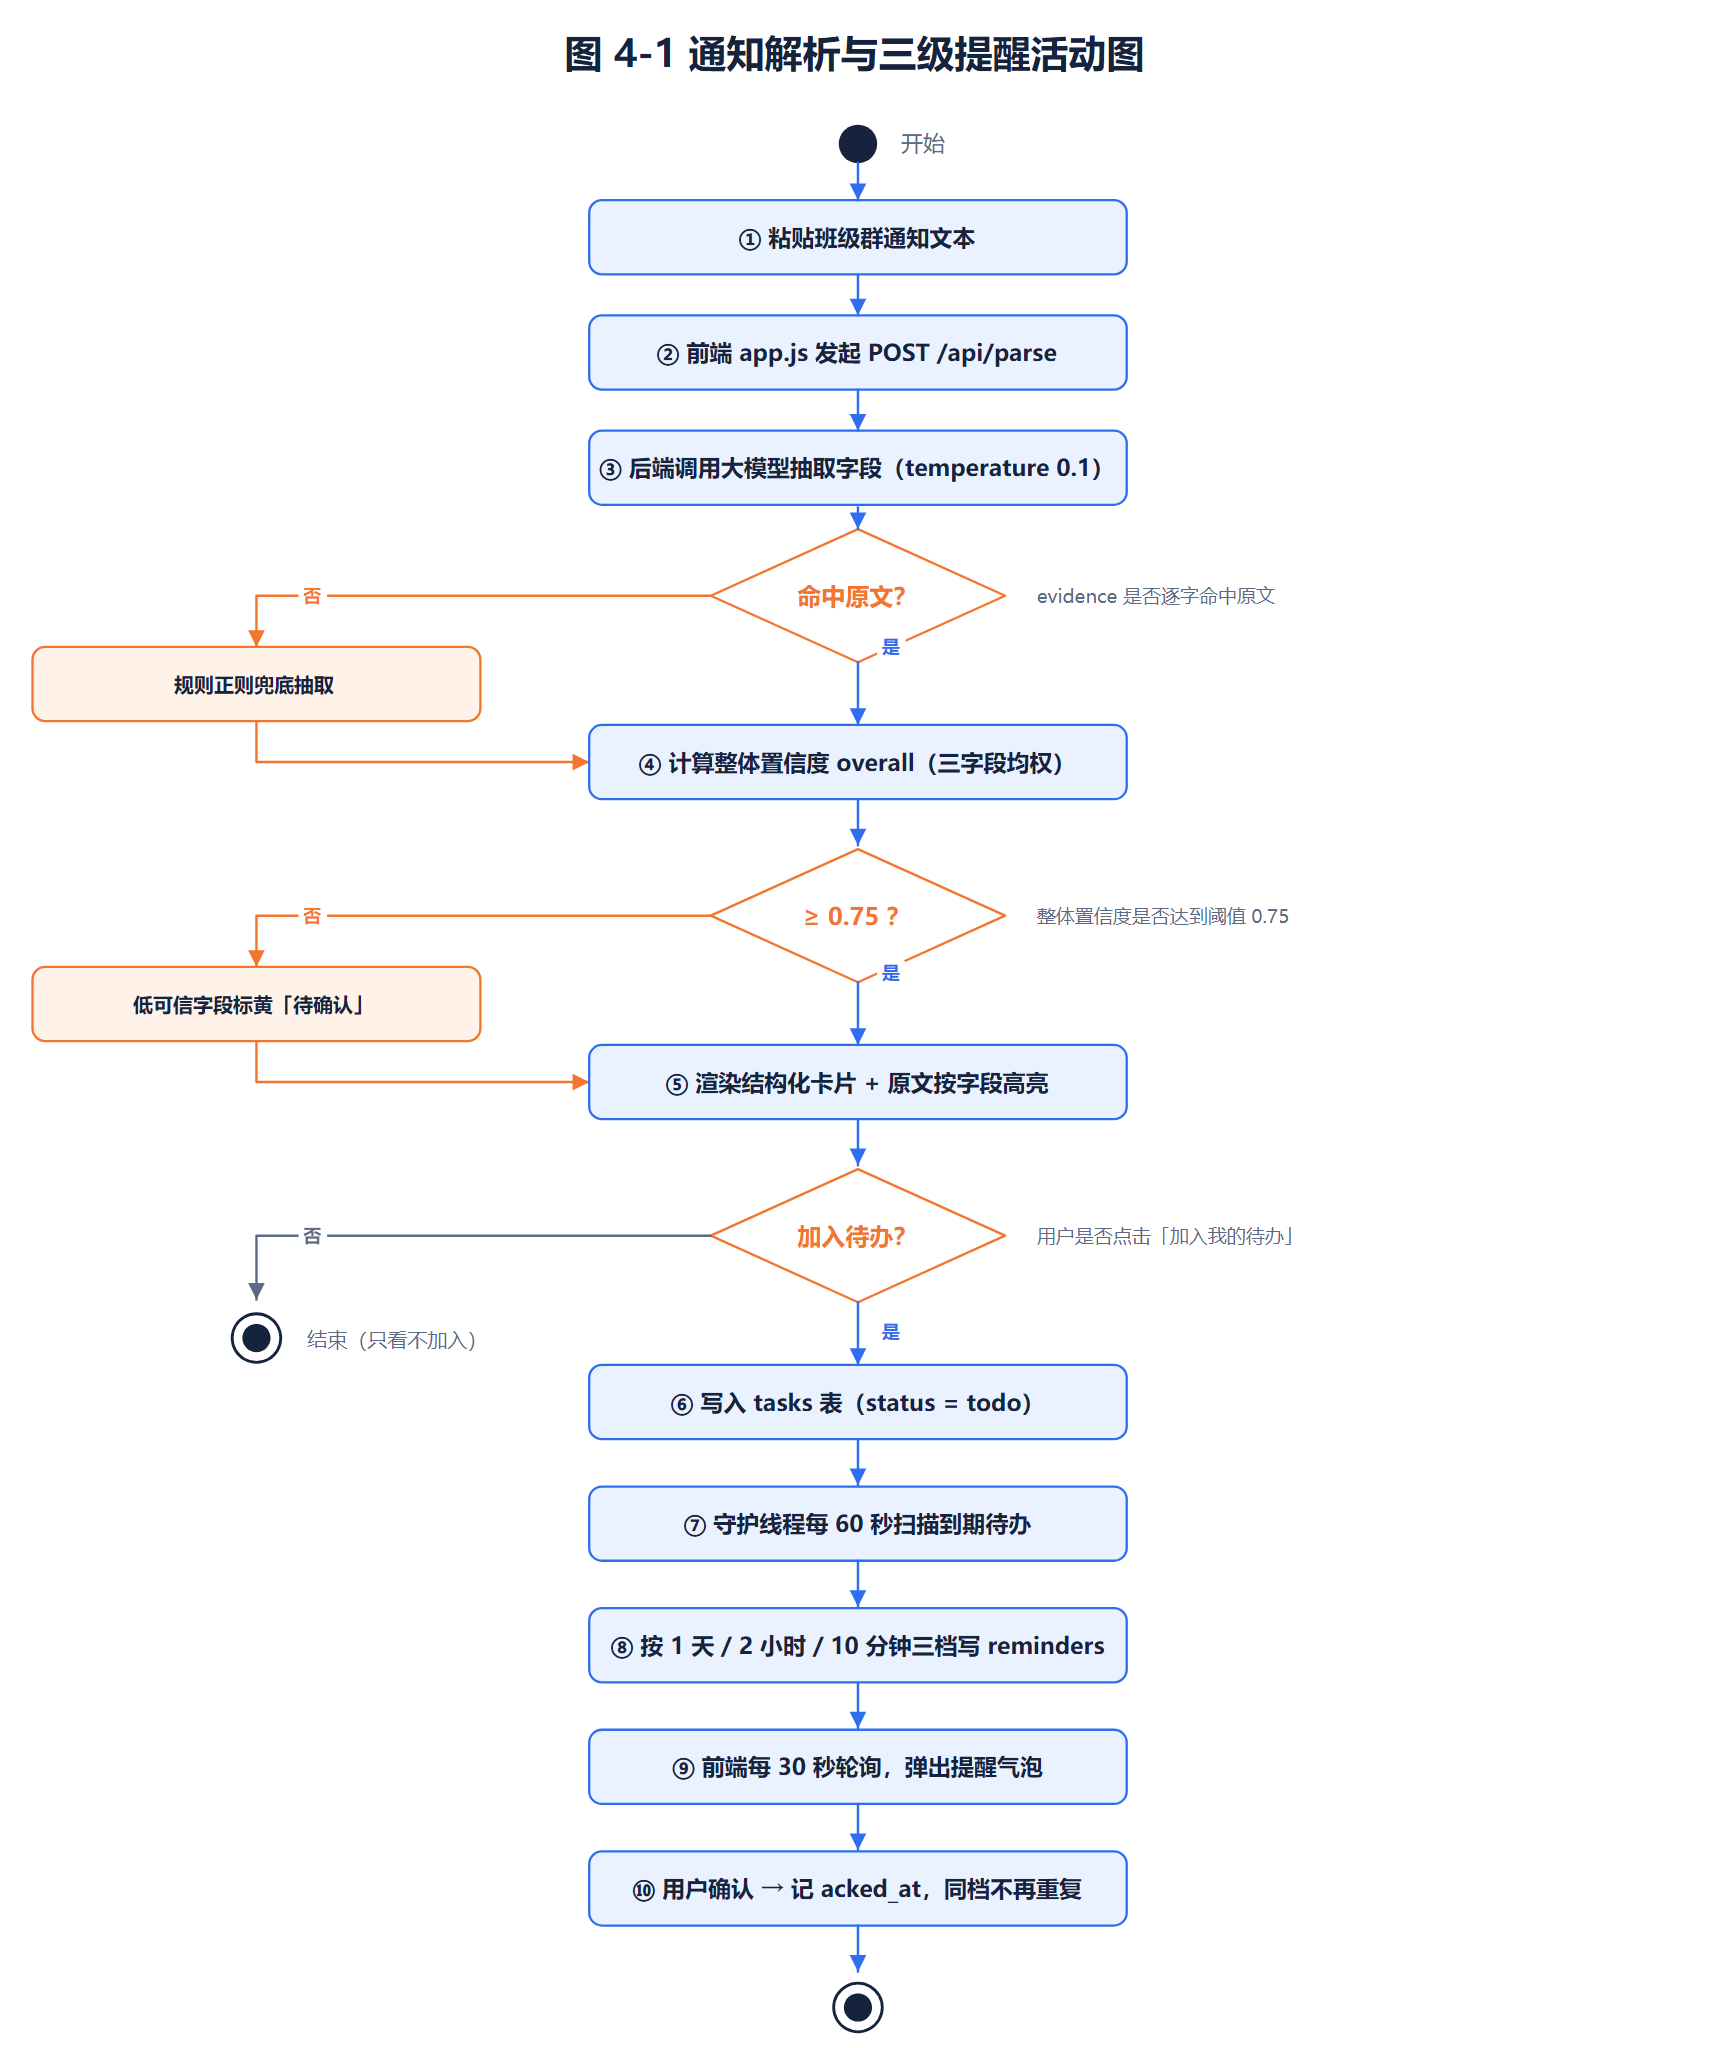 图 4-1 通知解析与三级提醒活动图
开始
① 粘贴班级群通知文本
② 前端 app.js 发起 POST /api/parse
③ 后端调用大模型抽取字段（temperature 0.1）
命中原文？
evidence 是否逐字命中原文
否
是
规则正则兜底抽取
④ 计算整体置信度 overall（三字段均权）
≥ 0.75 ？
整体置信度是否达到阈值 0.75
否
是
低可信字段标黄「待确认」
⑤ 渲染结构化卡片 + 原文按字段高亮
加入待办？
用户是否点击「加入我的待办」
否
是
结束（只看不加入）
⑥ 写入 tasks 表（status = todo）
⑦ 守护线程每 60 秒扫描到期待办
⑧ 按 1 天 / 2 小时 / 10 分钟三档写 reminders
⑨ 前端每 30 秒轮询，弹出提醒气泡
⑩ 用户确认 → 记 acked_at，同档不再重复